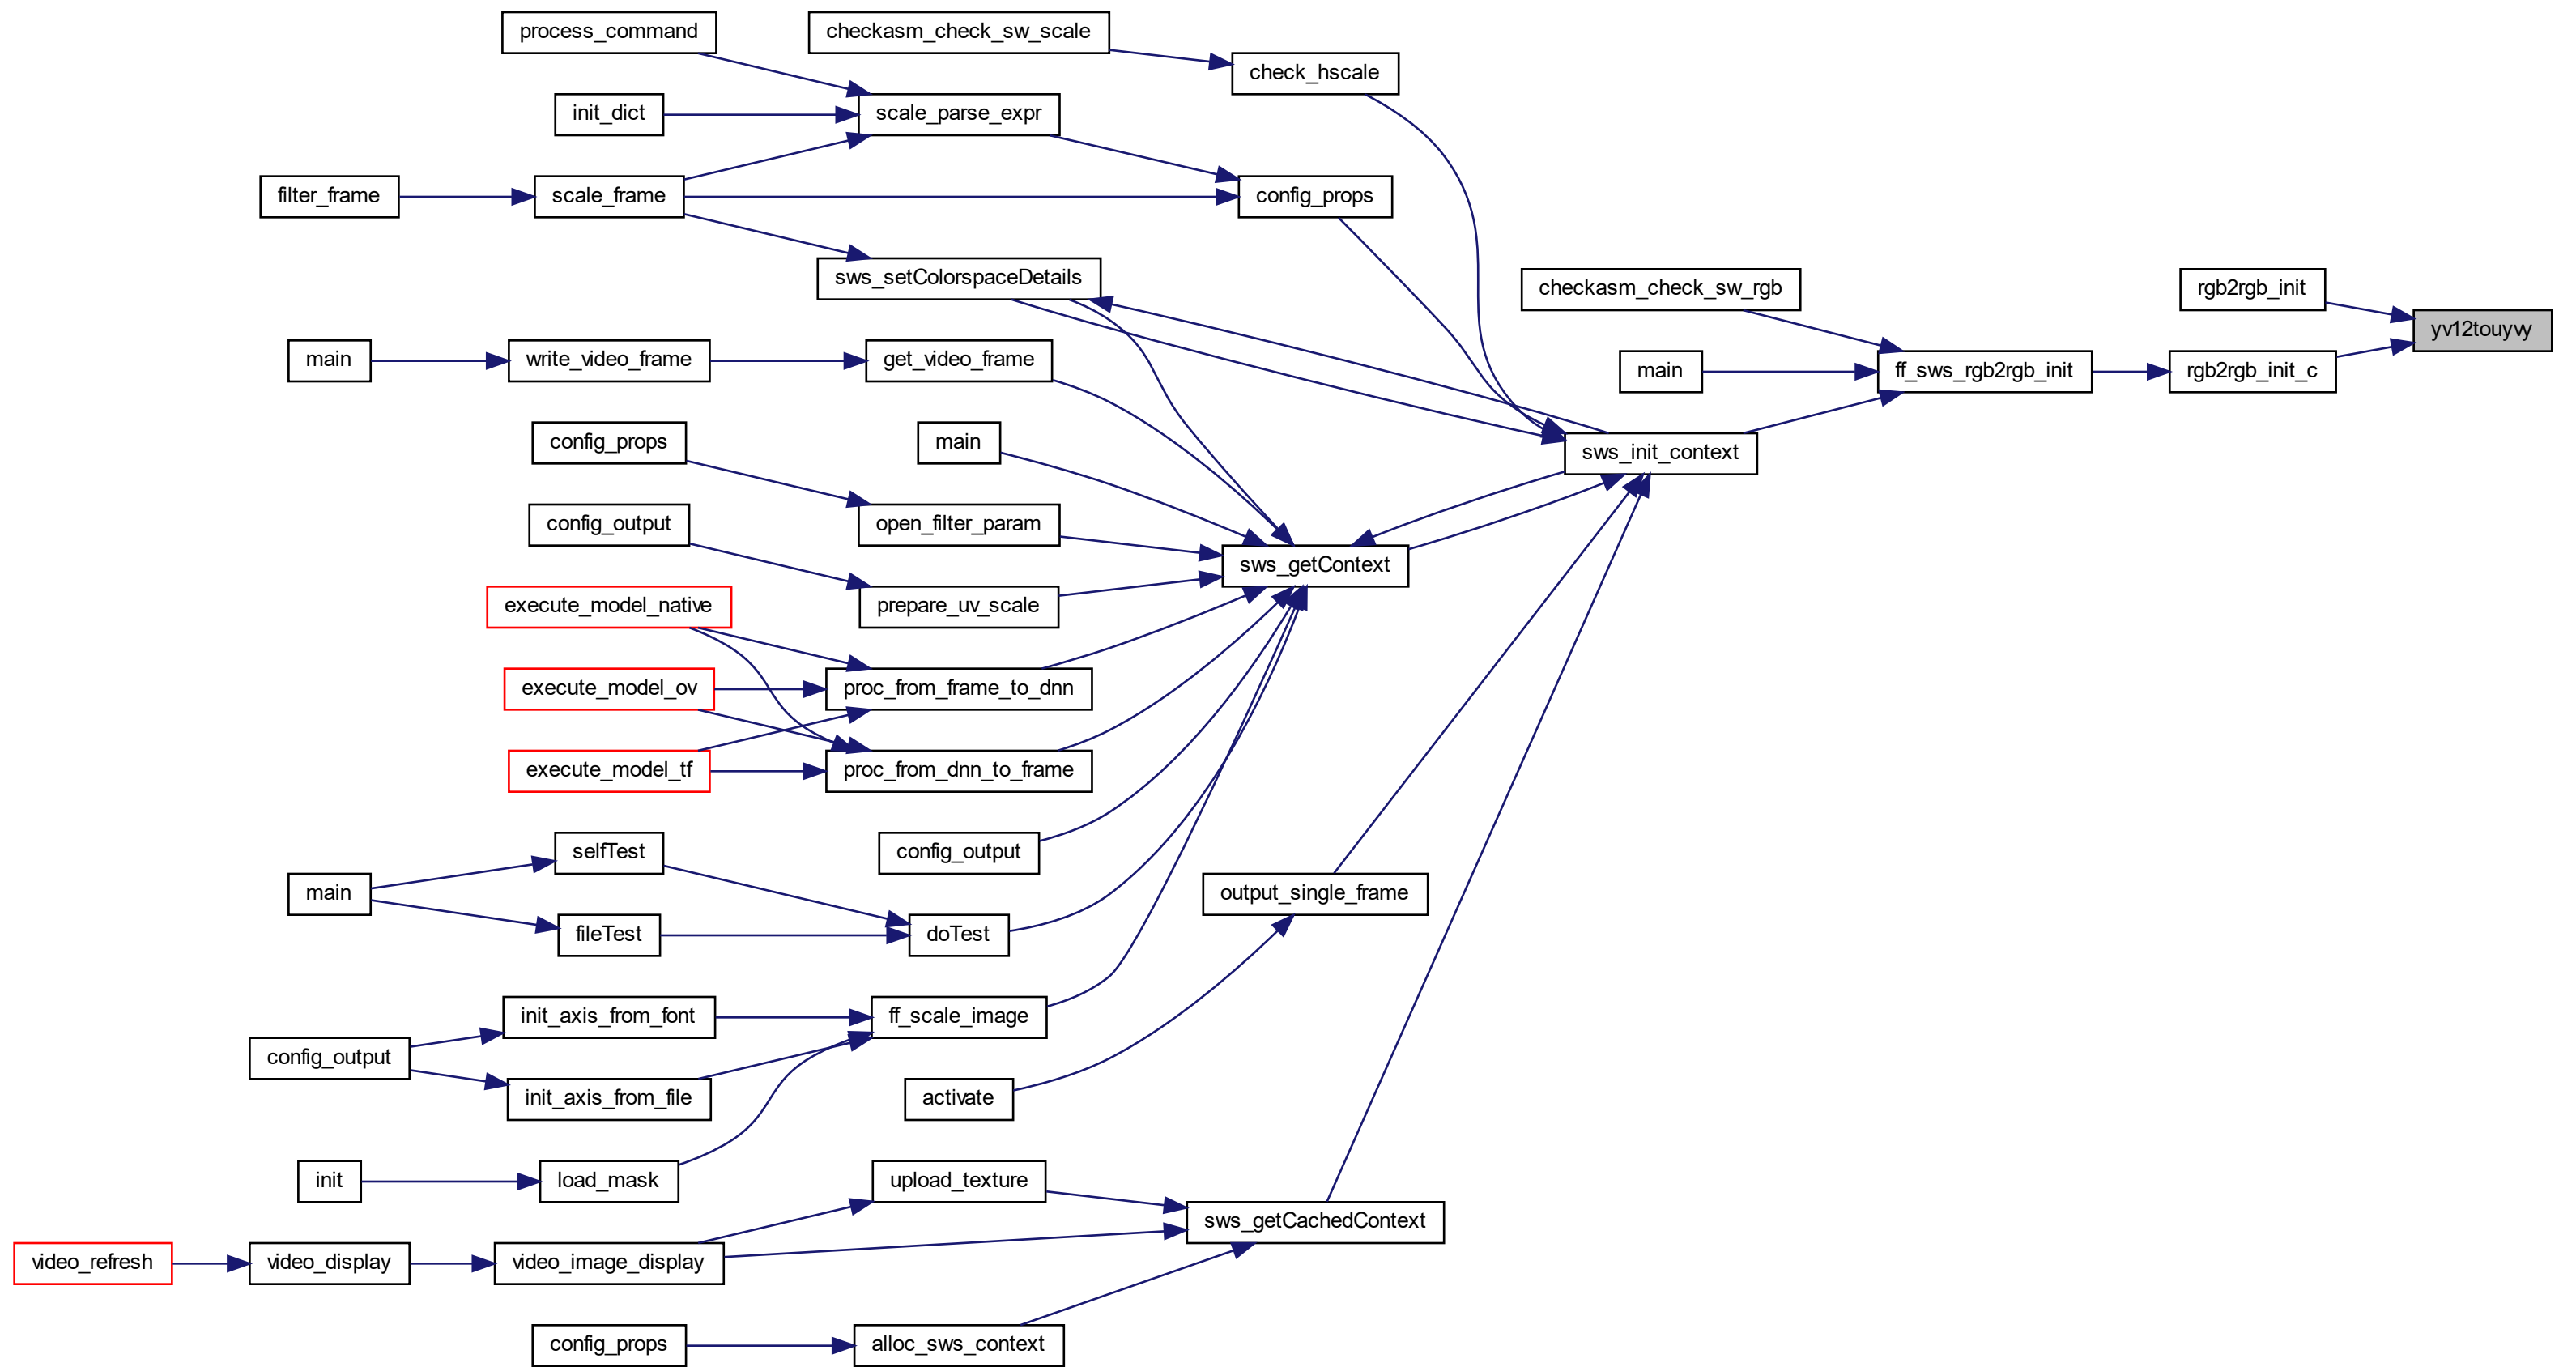 process_command
checkasm_check_sw_scale
check_hscale
init_dict
scale_parse_expr
filter_frame
scale_frame
config_props
sws_setColorspaceDetails
checkasm_check_sw_rgb
rgb2rgb_init
yv12touyvy
main
write_video_frame
get_video_frame
main
ff_sws_rgb2rgb_init
rgb2rgb_init_c
config_props
main
sws_init_context
config_output
open_filter_param
sws_getContext
execute_model_native
prepare_uv_scale
execute_model_ov
proc_from_frame_to_dnn
execute_model_tf
proc_from_dnn_to_frame
selfTest
config_output
main
output_single_frame
fileTest
doTest
init_axis_from_font
ff_scale_image
config_output
init_axis_from_file
activate
init
load_mask
upload_texture
sws_getCachedContext
video_refresh
video_display
video_image_display
config_props
alloc_sws_context